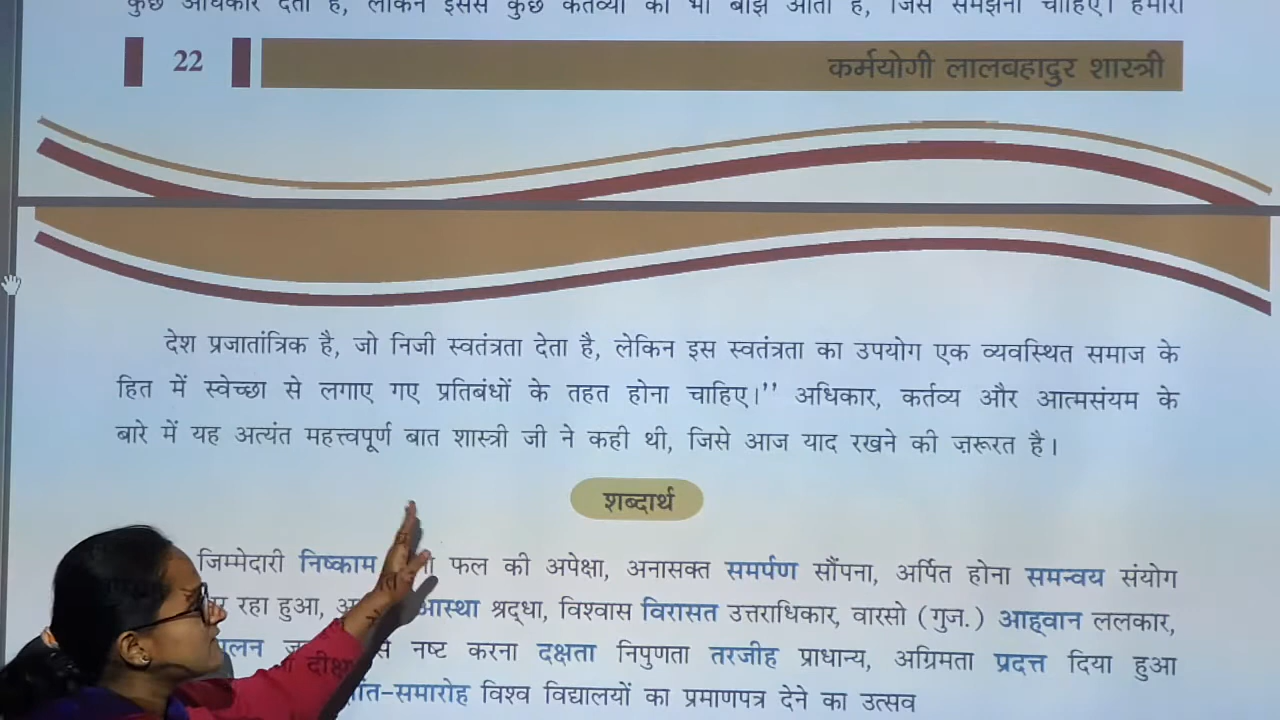 कुछ अधिकार देता है, लेकिन इससे कुछ कर्तव्यों का भी बोझ आता है, जिसे समझना चाहिए। हमारा
22
कर्मयोगी लालबहादुर शास्त्री
देश प्रजातांत्रिक है, जो निजी स्वतंत्रता देता है, लेकिन इस स्वतंत्रता का उपयोग एक व्यवस्थित समाज के
हित में स्वेच्छा से लगाए गए प्रतिबंधों के तहत होना चाहिए।’’ अधिकार, कर्तव्य और आत्मसंयम के
बारे में यह अत्यंत महत्त्वपूर्ण बात शास्त्री जी ने कही थी, जिसे आज याद रखने की ज़रूरत है।
शब्दार्थ
जिम्मेदारी निष्काम फल की अपेक्षा, अनासक्त समर्पण सौंपना, अर्पित होना समन्वय संयोग
रहा हुआ, आस्था श्रद्धा, विश्वास विरासत उत्तराधिकार, वारसो (गुज.) आह्वान ललकार,
नष्ट करना दक्षता निपुणता तरजीह प्राधान्य, अग्रिमता प्रदत्त दिया हुआ
विश्व विद्यालयों का प्रमाणपत्र देने का उत्सव